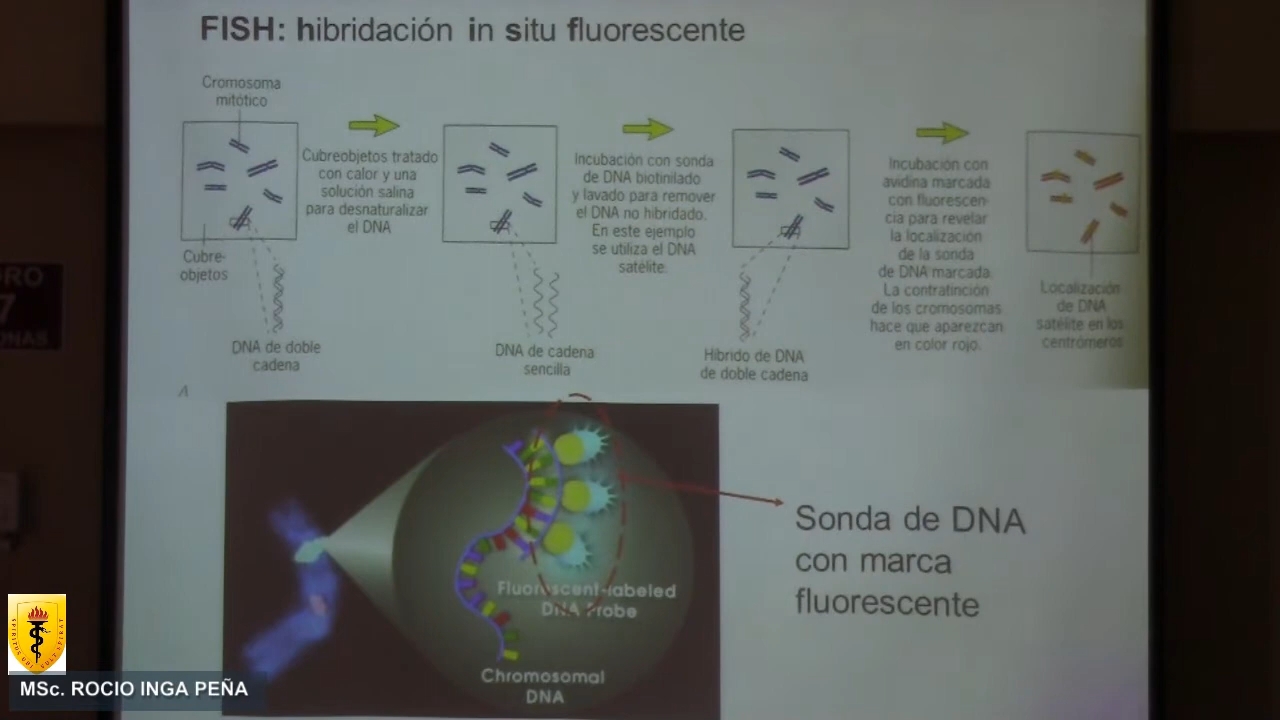 FISH: hibridación in situ fluorescente
Cromosoma
mitótico
Cubreobjetos tratado
con calor y una
solución salina
para desnaturalizar
el DNA
Incubación con sonda
de DNA biotinilado
y lavado para remover
el DNA no hibridado.
En este ejemplo
se utiliza el DNA
satélite.
Incubación con
avidina marcada
con fluorescen-
cia para revelar
la localización
de la sonda
de DNA marcada.
La contratinción
de los cromosomas
hace que aparezcan
en color rojo.
Cubre-
objetos
DNA de doble
cadena
DNA de cadena
sencilla
Híbrido de DNA
de doble cadena
Localización
de DNA
satélite en los
centrómeros
A
Fluorescent-labeled
DNA Probe
Chromosomal
DNA
Sonda de DNA
con marca
fluorescente
7
MSc. ROCIO INGA PEÑA